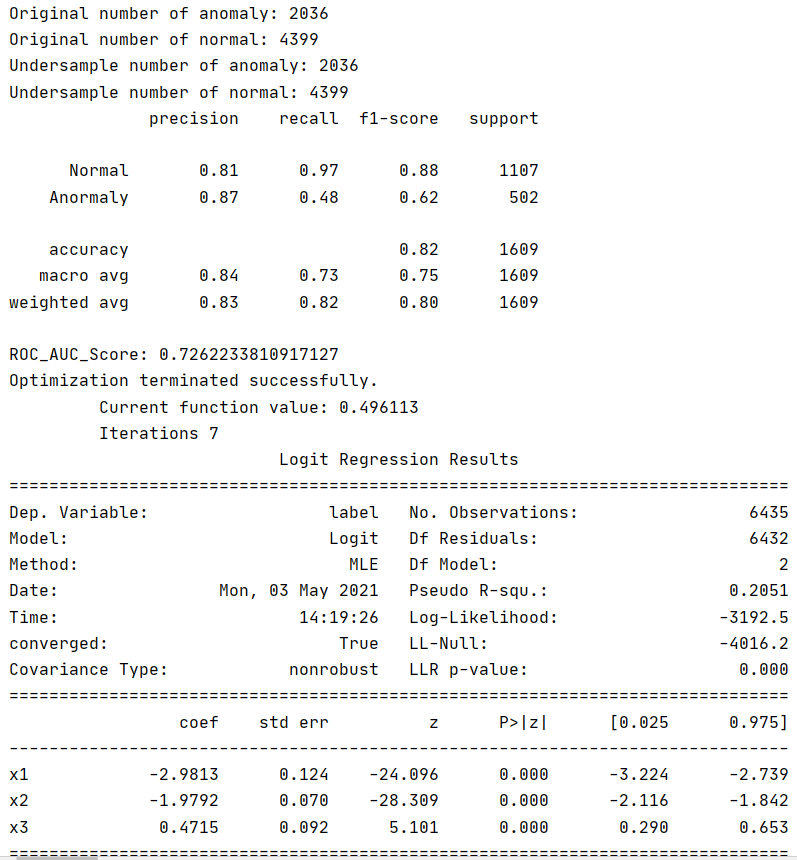 Original number of anomaly: 2036
Original number of normal: 4399
Undersample number of anomaly: 2036
Undersample number of normal: 4399
              precision    recall  f1-score   support

      Normal       0.81      0.97      0.88      1107
    Anormaly       0.87      0.48      0.62       502

    accuracy                           0.82      1609
   macro avg       0.84      0.73      0.75      1609
weighted avg       0.83      0.82      0.80      1609

ROC_AUC_Score: 0.7262233810917127
Optimization terminated successfully.
         Current function value: 0.496113
         Iterations 7
                           Logit Regression Results
==============================================================================
Dep. Variable:                  label   No. Observations:                 6435
Model:                          Logit   Df Residuals:                     6432
Method:                           MLE   Df Model:                            2
Date:                Mon, 03 May 2021   Pseudo R-squ.:                  0.2051
Time:                        14:19:26   Log-Likelihood:                -3192.5
converged:                       True   LL-Null:                       -4016.2
Covariance Type:            nonrobust   LLR p-value:                     0.000
==============================================================================
                 coef    std err          z      P>|z|      [0.025      0.975]
------------------------------------------------------------------------------
x1            -2.9813      0.124    -24.096      0.000      -3.224      -2.739
x2            -1.9792      0.070    -28.309      0.000      -2.116      -1.842
x3             0.4715      0.092      5.101      0.000       0.290       0.653
==============================================================================